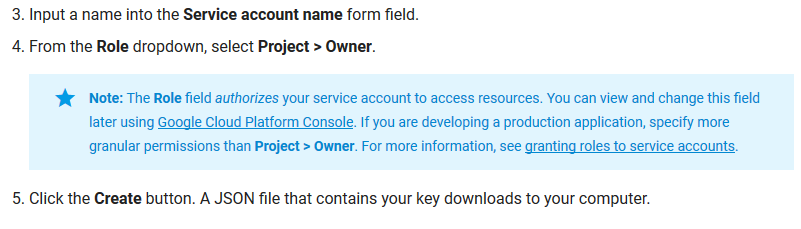 3. Input a name into the Service account name form field.
4. From the Role dropdown, select Project > Owner.
Note: The Role field authorizes your service account to access resources. You can view and change this field
later using Google Cloud Platform Console. If you are developing a production application, specify more
granular permissions than Project > Owner. For more information, see granting roles to service accounts.
5. Click the Create button. A JSON file that contains your key downloads to your computer.